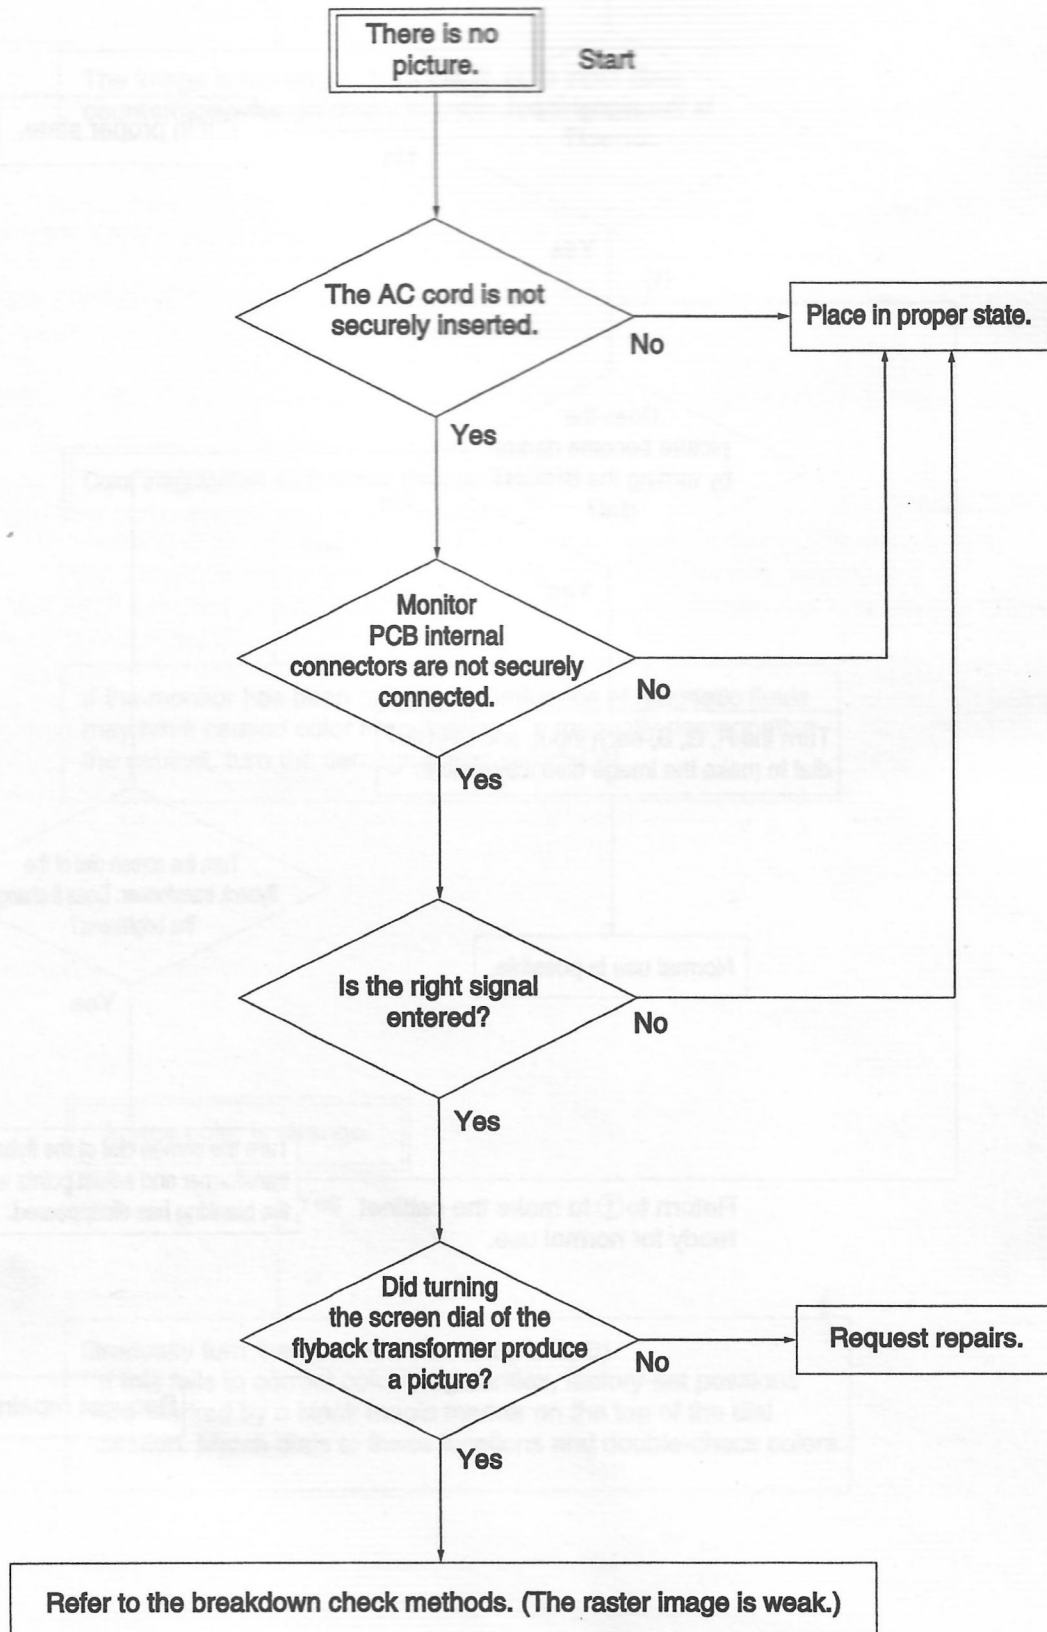 There is no
picture.
Start
The AC cord is not
securely inserted.
No
Place in proper state.
Yes
Monitor
PCB internal
connectors are not securely
connected.
No
Yes
Is the right signal
entered?
No
Yes
Did turning
the screen dial of the
flyback transformer produce
a picture?
No
Request repairs.
Yes
Refer to the breakdown check methods. (The raster image is weak.)